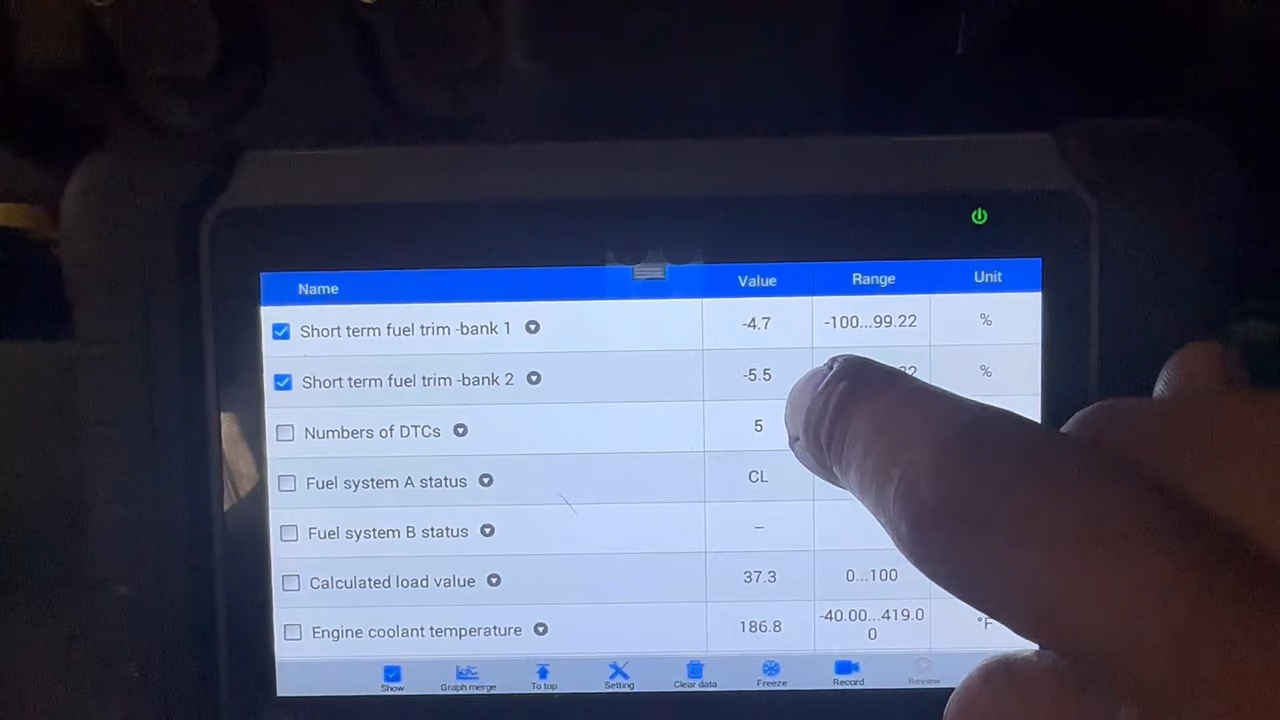 Name Value Range Unit
Short term fuel trim -bank 1 -4.7 -100...99.22 %
Short term fuel trim -bank 2 -5.5 %
Numbers of DTCs 5
Fuel system A status CL
Fuel system B status –
Calculated load value 37.3 0...100
Engine coolant temperature 186.8 -40.00...419.0
0 °F
Show Graph merge To top Setting Clear data Freeze Record Review